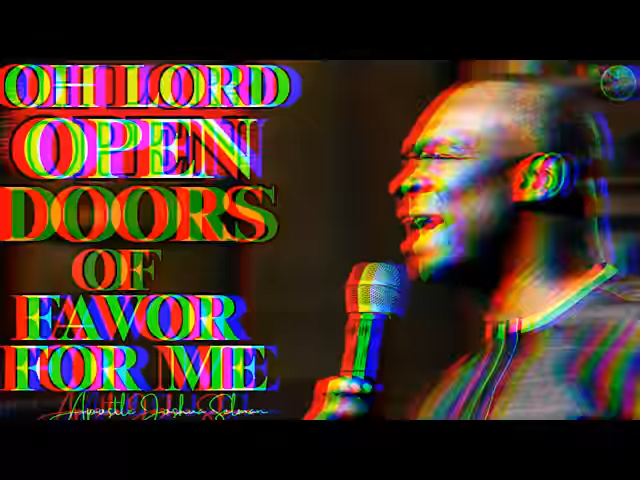 OH LORD
OPEN
DOORS
OF
FAVOR
FOR ME
Apostle Joshua Selman